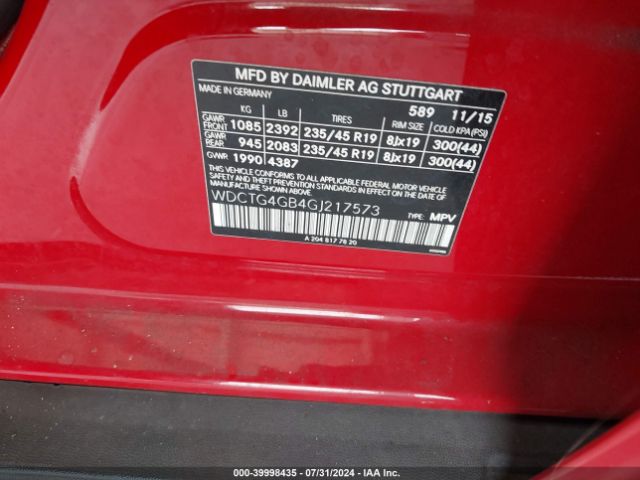 MFD BY DAIMLER AG STUTTGART
MADE IN GERMANY 589 11/15
KG LB TIRES RIM SIZE COLD KPA(PSI)
GAWR FRONT 1085 2392 235/45 R19 8Jx19 300(44)
GAWR REAR 945 2083 235/45 R19 8Jx19 300(44)
GVWR 1990 4387
THIS VEHICLE CONFORMS TO ALL APPLICABLE FEDERAL MOTOR VEHICLE
SAFETY, BUMPER, AND THEFT PREVENTION STANDARDS IN EFFECT
ON THE DATE OF MANUFACTURE SHOWN ABOVE.
WDCTG4GB4GJ217573 TYPE: MPV
A 204 817 78 20
000-39998435 - 07/31/2024 - IAA Inc.